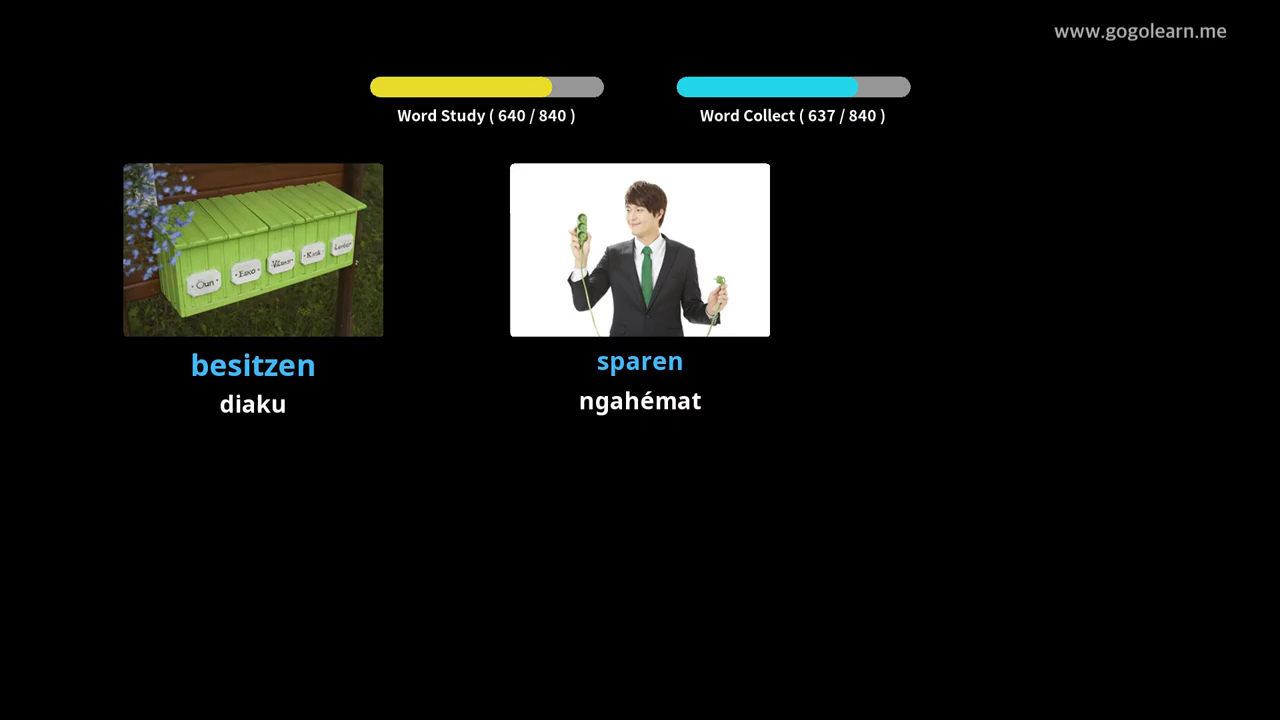 www.gogolearn.me
Word Study ( 640 / 840 )
Word Collect ( 637 / 840 )
besitzen
diaku
sparen
ngahémat